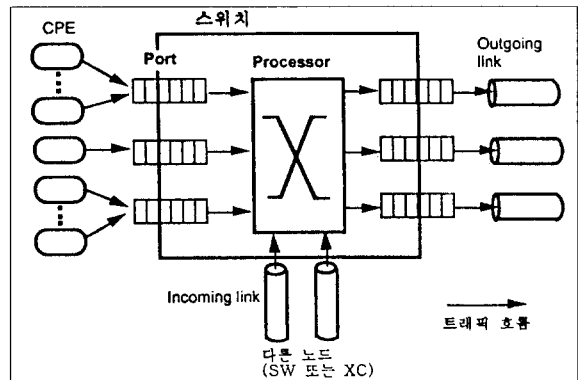 스위치
CPE
Port
Processor
Outgoing
link
Incoming link
다른 노드
(SW 또는 XC)
트래픽 흐름